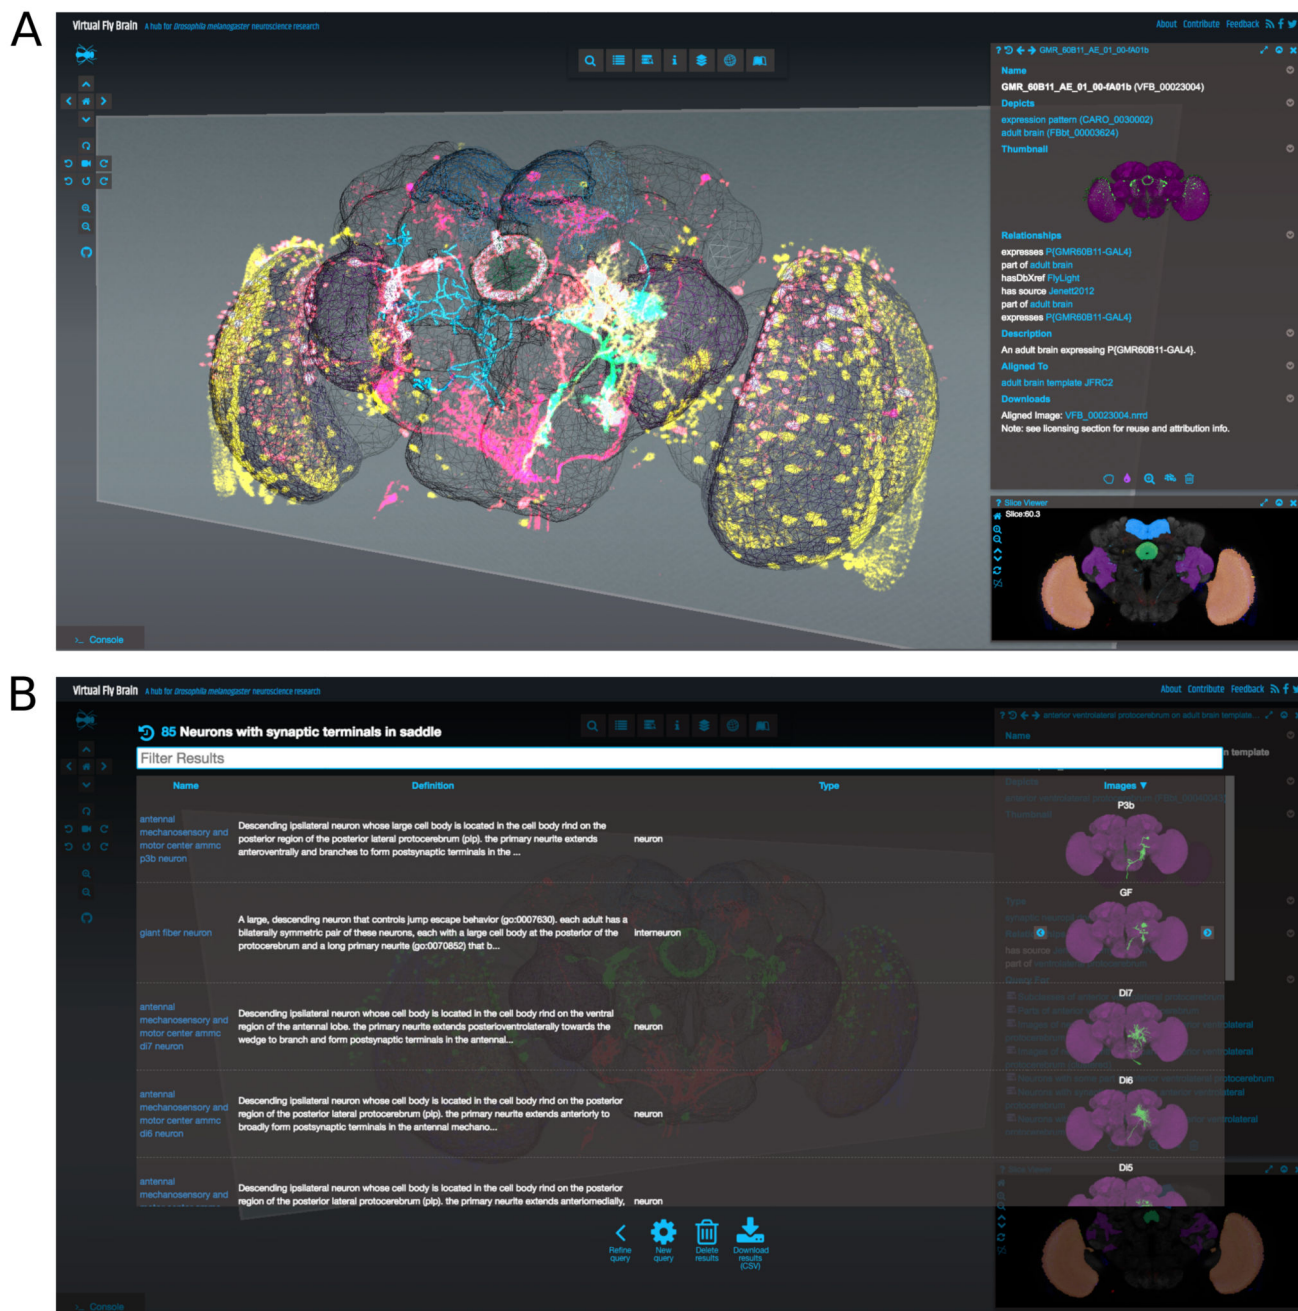 A
Virtual Fly Brain A hub for Drosophila melanogaster neuroscience research
About Contribute Feedback
? GMR_60B11_AE_01_00-fA01b
Name
GMR_60B11_AE_01_00-fA01b (VFB_00023004)
Depicts
expression pattern (CARO_0030002)
adult brain (FBbt_00003624)
Thumbnail
Relationships
expresses P{GMR60B11-GAL4}
part of adult brain
hasDbXref FlyLight
has source Jenett2012
part of adult brain
expresses P{GMR60B11-GAL4}
Description
An adult brain expressing P{GMR60B11-GAL4}.
Aligned To
adult brain template JFRC2
Downloads
Aligned Image: VFB_00023004.nrrd
Note: see licensing section for reuse and attribution info.
? Slice Viewer
Slice:60.3
>_ Console
B
Virtual Fly Brain A hub for Drosophila melanogaster neuroscience research
About Contribute Feedback
? anterior ventrolateral protocerebrum on adult brain template...
Name
85 Neurons with synaptic terminals in saddle
Filter Results
n template
Name Definition Type Images ▼
P3b
antennal
mechanosensory and
motor center ammc
p3b neuron
Descending ipsilateral neuron whose large cell body is located in the cell body rind on the
posterior region of the posterior lateral protocerebrum (plp). the primary neurite extends
anteroventrally and branches to form postsynaptic terminals in the ...
neuron
GF
giant fiber neuron
A large, descending neuron that controls jump escape behavior (go:0007630). each adult has a
bilaterally symmetric pair of these neurons, each with a large cell body at the posterior of the
protocerebrum and a long primary neurite (go:0070852) that b...
interneuron
Type
has source
part of
Di7
antennal
mechanosensory and
motor center ammc
di7 neuron
Descending ipsilateral neuron whose cell body is located in the cell body rind on the ventral
region of the antennal lobe. the primary neurite extends posterioventrolaterally towards the
wedge to branch and form postsynaptic terminals in the antennal...
neuron
Di6
antennal
mechanosensory and
motor center ammc
di6 neuron
Descending ipsilateral neuron whose cell body is located in the cell body rind on the posterior
region of the posterior lateral protocerebrum (plp). the primary neurite extends anteriorly to
broadly form postsynaptic terminals in the antennal mechano...
neuron
Di5
antennal
mechanosensory and
Descending ipsilateral neuron whose cell body is located in the cell body rind on the posterior
region of the posterior lateral protocerebrum (plp). the primary neurite extends anteriomedially,
neuron
? Slice Viewer
Refine
query
New
query
Delete
results
Download
results
(CSV)
>_ Console